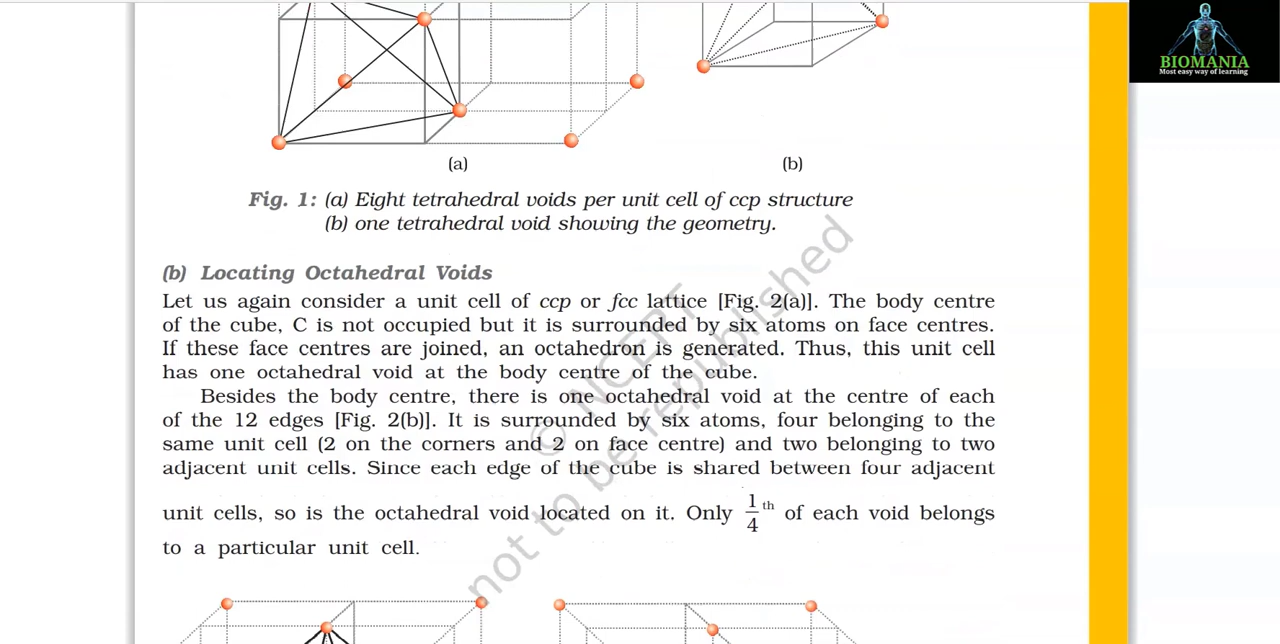 BIOMANIA
Most easy way of learning
(a)
(b)
Fig. 1: (a) Eight tetrahedral voids per unit cell of ccp structure
(b) one tetrahedral void showing the geometry.
(b) Locating Octahedral Voids
Let us again consider a unit cell of ccp or fcc lattice [Fig. 2(a)]. The body centre
of the cube, C is not occupied but it is surrounded by six atoms on face centres.
If these face centres are joined, an octahedron is generated. Thus, this unit cell
has one octahedral void at the body centre of the cube.
Besides the body centre, there is one octahedral void at the centre of each
of the 12 edges [Fig. 2(b)]. It is surrounded by six atoms, four belonging to the
same unit cell (2 on the corners and 2 on face centre) and two belonging to two
adjacent unit cells. Since each edge of the cube is shared between four adjacent
unit cells, so is the octahedral void located on it. Only 1/4 th of each void belongs
to a particular unit cell.
© NCERT
not to be republished